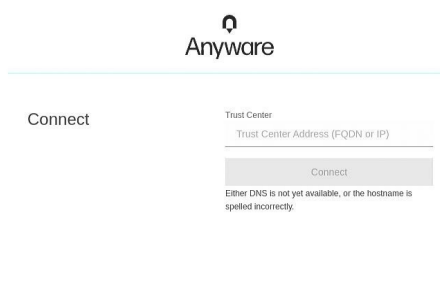 Anyware
Connect
Trust Center
Trust Center Address (FQDN or IP)
Connect
Either DNS is not yet available, or the hostname is
spelled incorrectly.